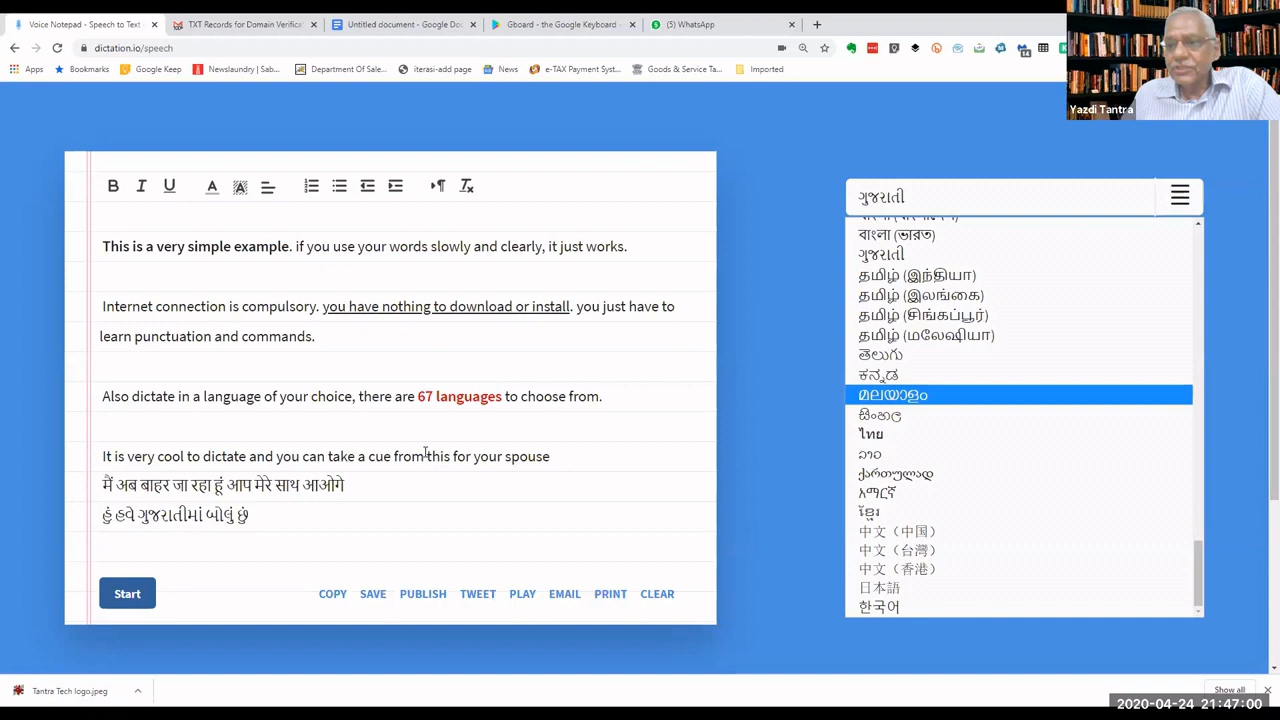 Voice Notepad - Speech to Text
TXT Records for Domain Verific
Untitled document - Google Doc
Gboard - the Google Keyboard -
(5) WhatsApp
dictation.io/speech
Apps
Bookmarks
Google Keep
Newslaundry | Sab...
Department Of Sale...
iterasi-add page
News
e-TAX Payment Syst...
Goods & Service Ta...
Imported
14
Yazdi Tantra
This is a very simple example. if you use your words slowly and clearly, it just works.
Internet connection is compulsory. you have nothing to download or install. you just have to
learn punctuation and commands.
Also dictate in a language of your choice, there are 67 languages to choose from.
It is very cool to dictate and you can take a cue from this for your spouse
मैं अब बाहर जा रहा हूं आप मेरे साथ आओगे
હું હવે ગુજરાતીમાં બોલું છું
Start
COPY SAVE PUBLISH TWEET PLAY EMAIL PRINT CLEAR
ગુજરાતી
বাংলা (ভারত)
ગુજરાતી
தமிழ் (இந்தியா)
தமிழ் (இலங்கை)
தமிழ் (சிங்கப்பூர்)
தமிழ் (மலேஷியா)
తెలుగు
ಕನ್ನಡ
മലയാളം
සිංහල
ไทย
ລາວ
ქართულად
አማርኛ
ខ្មែរ
中文（中国）
中文（台灣）
中文（香港）
日本語
한국어
Tantra Tech logo.jpeg
Show all
2020-04-24 21:47:00